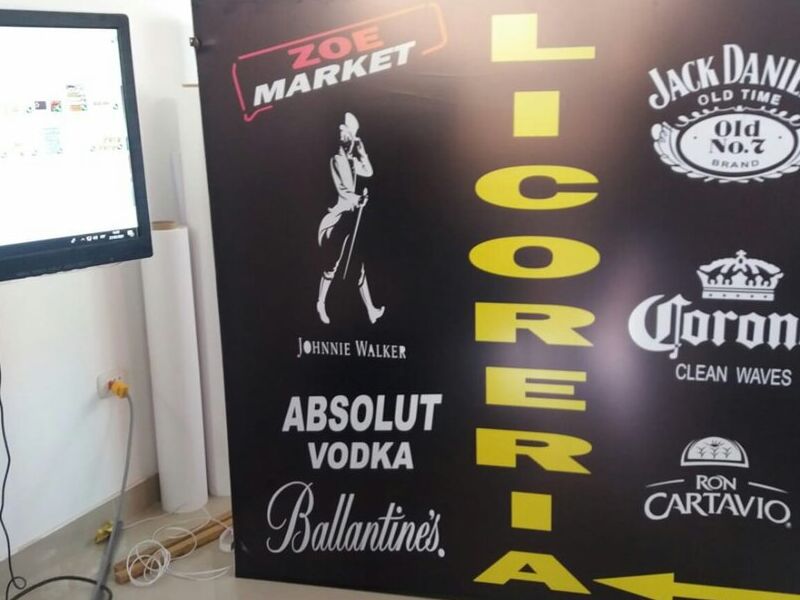 ZOE
MARKET
JOHNNIE WALKER
ABSOLUT
VODKA
Ballantine's.
LICORERIA
JACK DANIE
OLD TIME
Old
No.7
BRAND
Coron
CLEAN WAVES
RON
CARTAVIO